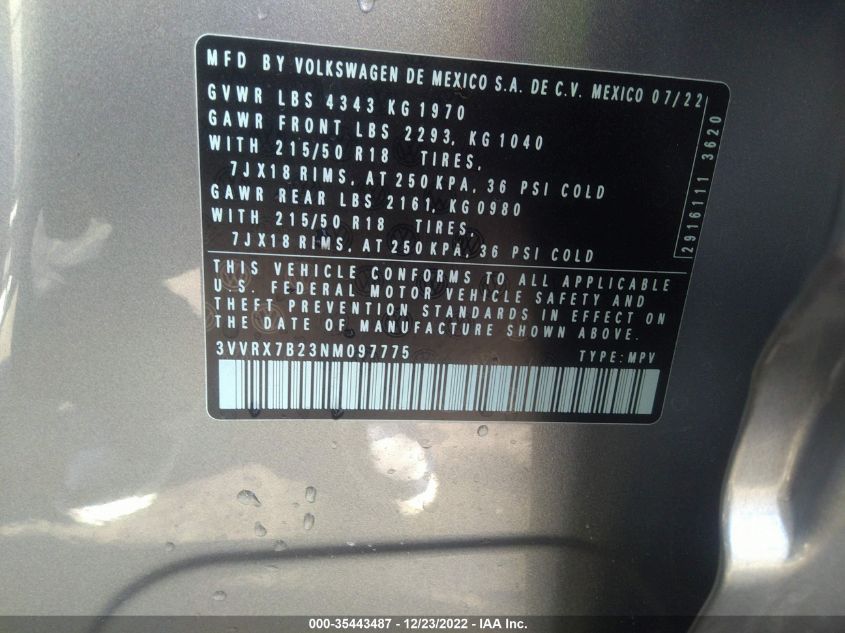 MFD BY VOLKSWAGEN DE MEXICO S.A. DE C.V. MEXICO 07/22
GVWR LBS 4343 KG 1970
GAWR FRONT LBS 2293, KG 1040
WITH 215/50 R18 TIRES,
7JX18 RIMS, AT 250 KPA, 36 PSI COLD
GAWR REAR LBS 2161, KG 0980
WITH 215/50 R18 TIRES,
7JX18 RIMS, AT 250 KPA, 36 PSI COLD
2916111 3620
THIS VEHICLE CONFORMS TO ALL APPLICABLE
U.S. FEDERAL MOTOR VEHICLE SAFETY AND
THEFT PREVENTION STANDARDS IN EFFECT ON
THE DATE OF MANUFACTURE SHOWN ABOVE.
3VVRX7B23NM097775 TYPE: MPV
000-35443487 - 12/23/2022 - IAA Inc.